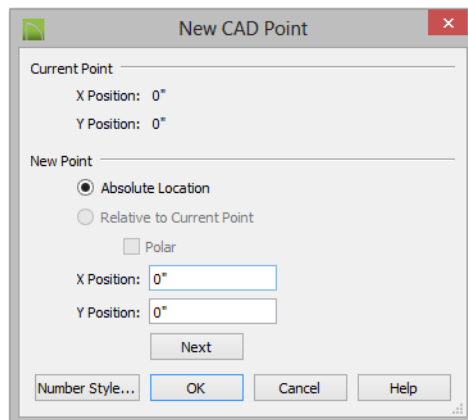 New CAD Point
Current Point
X Position: 0"
Y Position: 0"
New Point
Absolute Location
Relative to Current Point
Polar
X Position: 0"
Y Position: 0"
Next
Number Style... OK Cancel Help